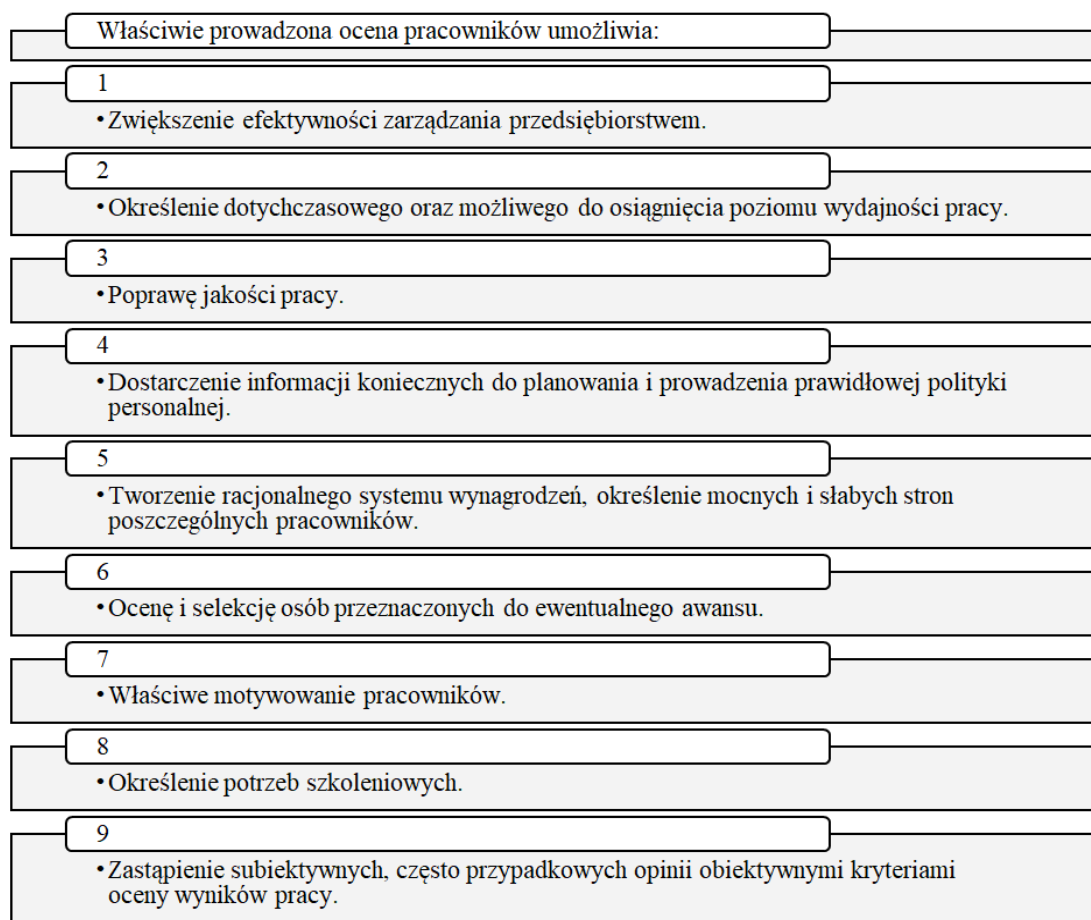 Właściwie prowadzona ocena pracowników umożliwia:
1
• Zwiększenie efektywności zarządzania przedsiębiorstwem.
2
• Określenie dotychczasowego oraz możliwego do osiągnięcia poziomu wydajności pracy.
3
• Poprawę jakości pracy.
4
• Dostarczenie informacji koniecznych do planowania i prowadzenia prawidłowej polityki
personalnej.
5
• Tworzenie racjonalnego systemu wynagrodzeń, określenie mocnych i słabych stron
poszczególnych pracowników.
6
• Ocenę i selekcję osób przeznaczonych do ewentualnego awansu.
7
• Właściwe motywowanie pracowników.
8
• Określenie potrzeb szkoleniowych.
9
• Zastąpienie subiektywnych, często przypadkowych opinii obiektywnymi kryteriami
oceny wyników pracy.